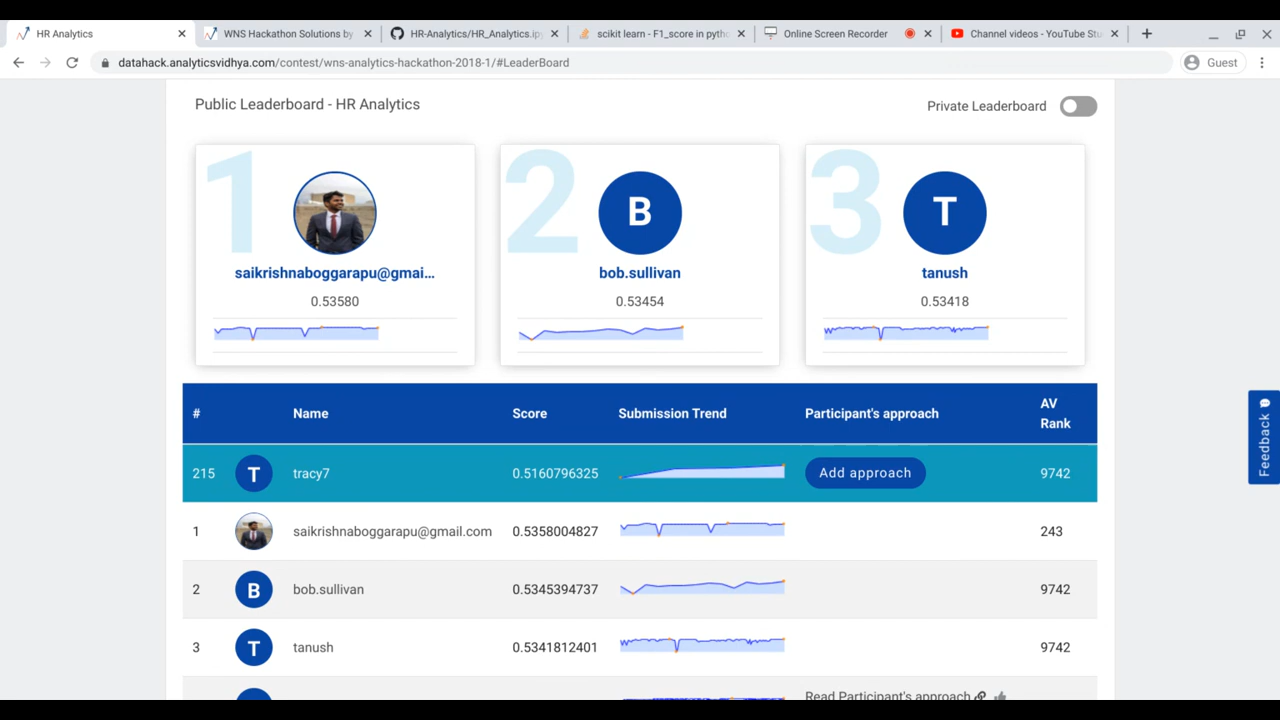 HR Analytics
WNS Hackathon Solutions by
HR-Analytics/HR_Analytics.ipy
scikit learn - F1_score in pytho
Online Screen Recorder
Channel videos - YouTube Stu
datahack.analyticsvidhya.com/contest/wns-analytics-hackathon-2018-1/#LeaderBoard
Guest
Public Leaderboard - HR Analytics
Private Leaderboard
1
saikrishnaboggarapu@gmai...
0.53580
2
B
bob.sullivan
0.53454
3
T
tanush
0.53418
# Name Score Submission Trend Participant's approach AV Rank
215 T tracy7 0.5160796325 Add approach 9742
1 saikrishnaboggarapu@gmail.com 0.5358004827 243
2 B bob.sullivan 0.5345394737 9742
3 T tanush 0.5341812401 9742
Read Participant's approach
Feedback